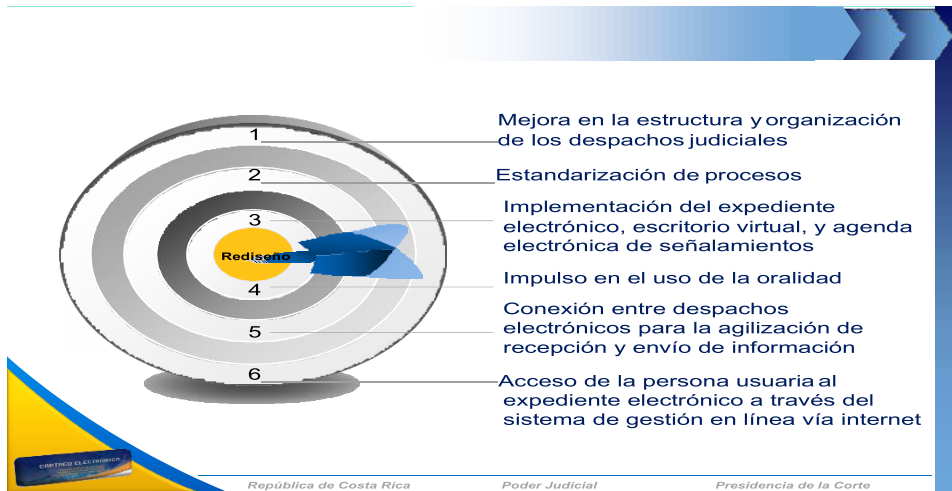 1
Mejora en la estructura y organización
de los despachos judiciales
2
Estandarización de procesos
3
Implementación del expediente
electrónico, escritorio virtual, y agenda
electrónica de señalamientos
Rediseño
4
Impulso en el uso de la oralidad
5
Conexión entre despachos
electrónicos para la agilización de
recepción y envío de información
6
Acceso de la persona usuaria al
expediente electrónico a través del
sistema de gestión en línea vía internet
CARTAGO ELECTRÓNICO
República de Costa Rica
Poder Judicial
Presidencia de la Corte